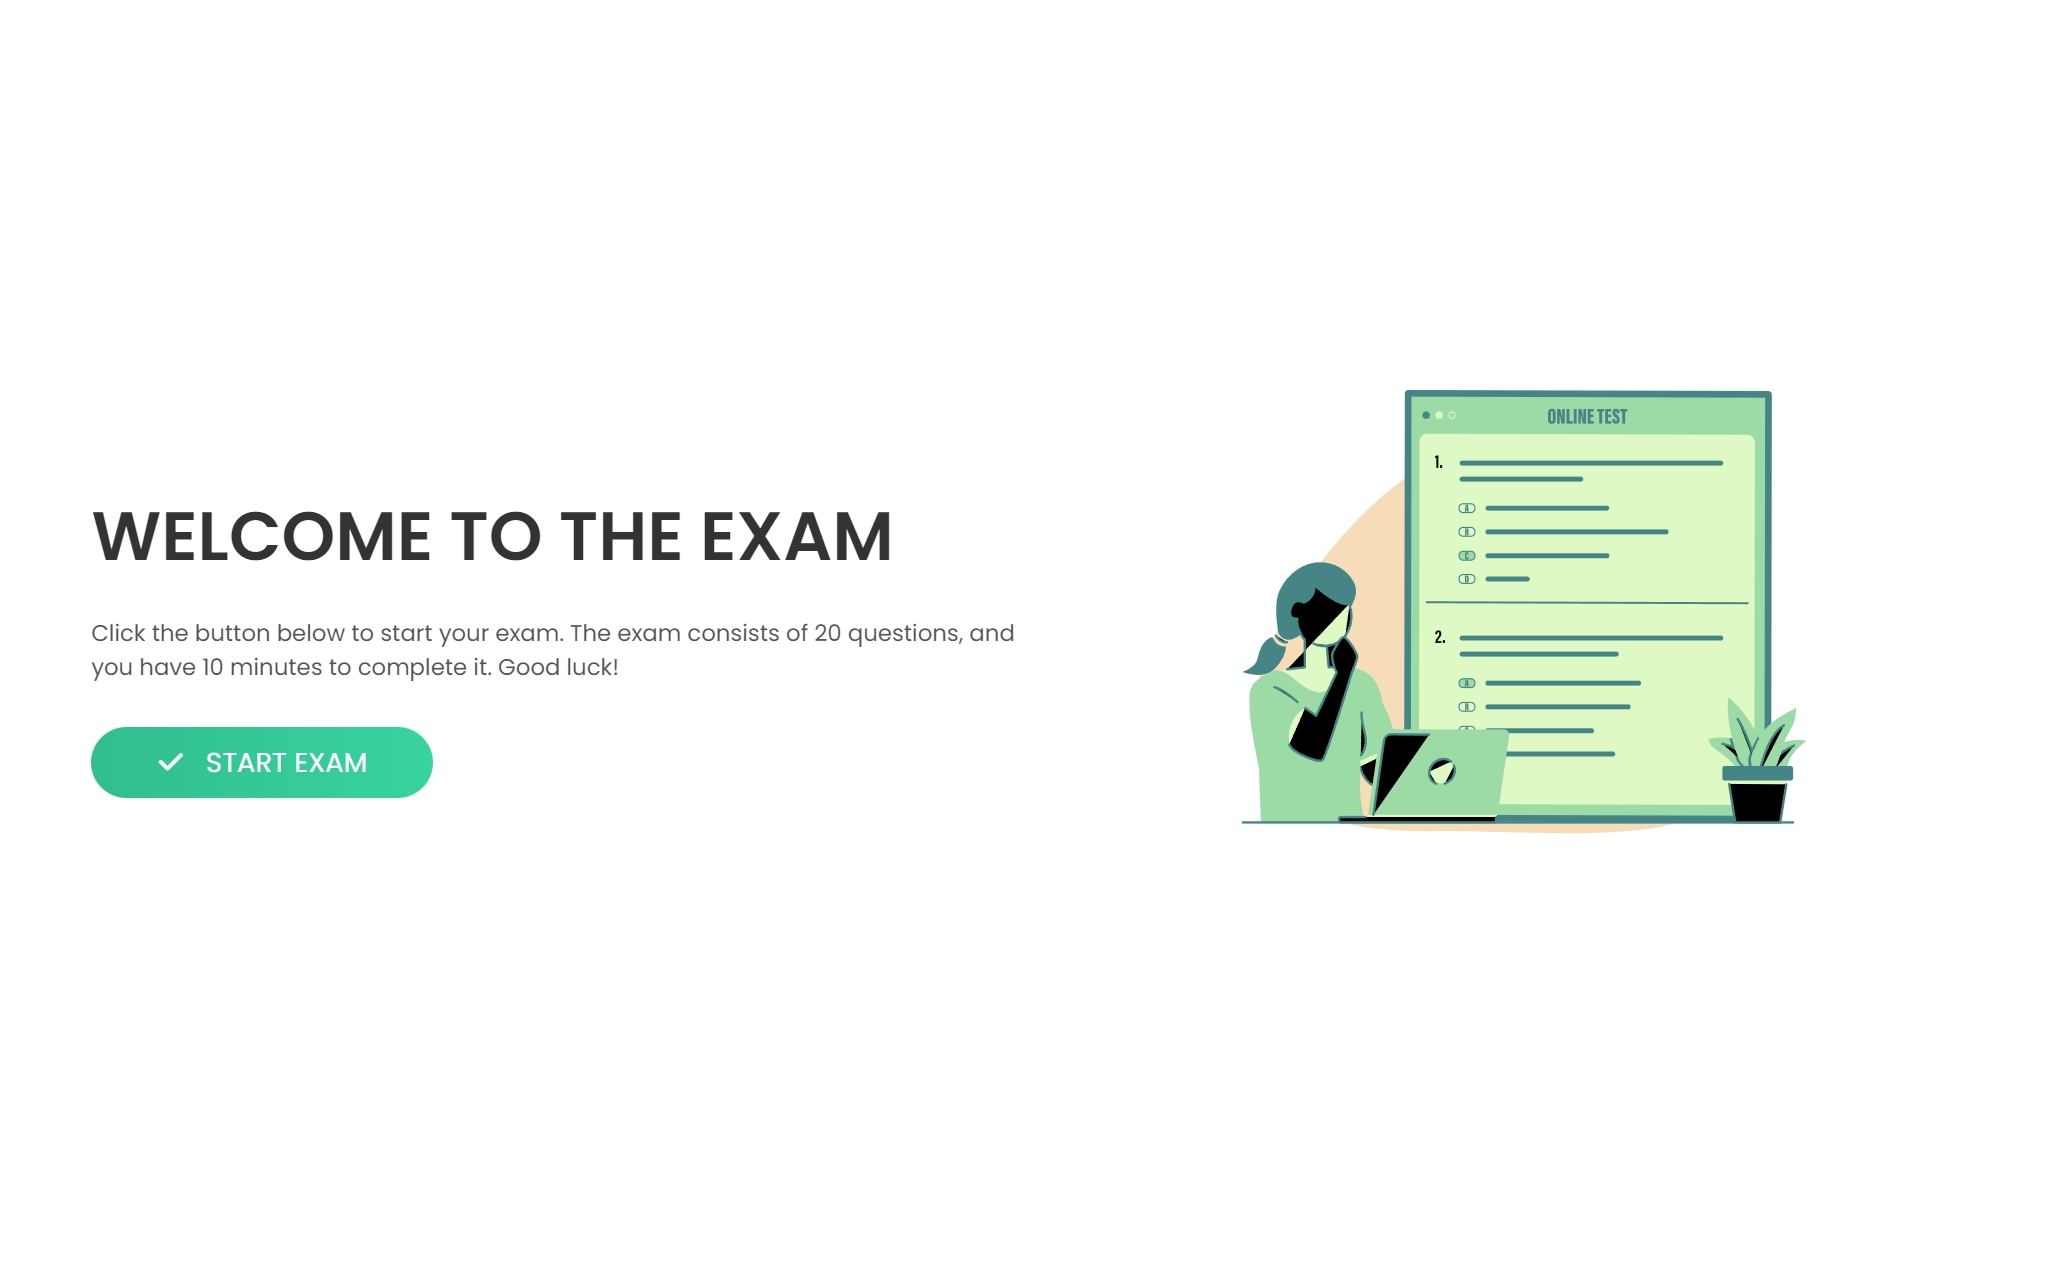 WELCOME TO THE EXAM
Click the button below to start your exam. The exam consists of 20 questions, and
you have 10 minutes to complete it. Good luck!
START EXAM
ONLINE TEST
1.
A
B
C
D
2.
A
B